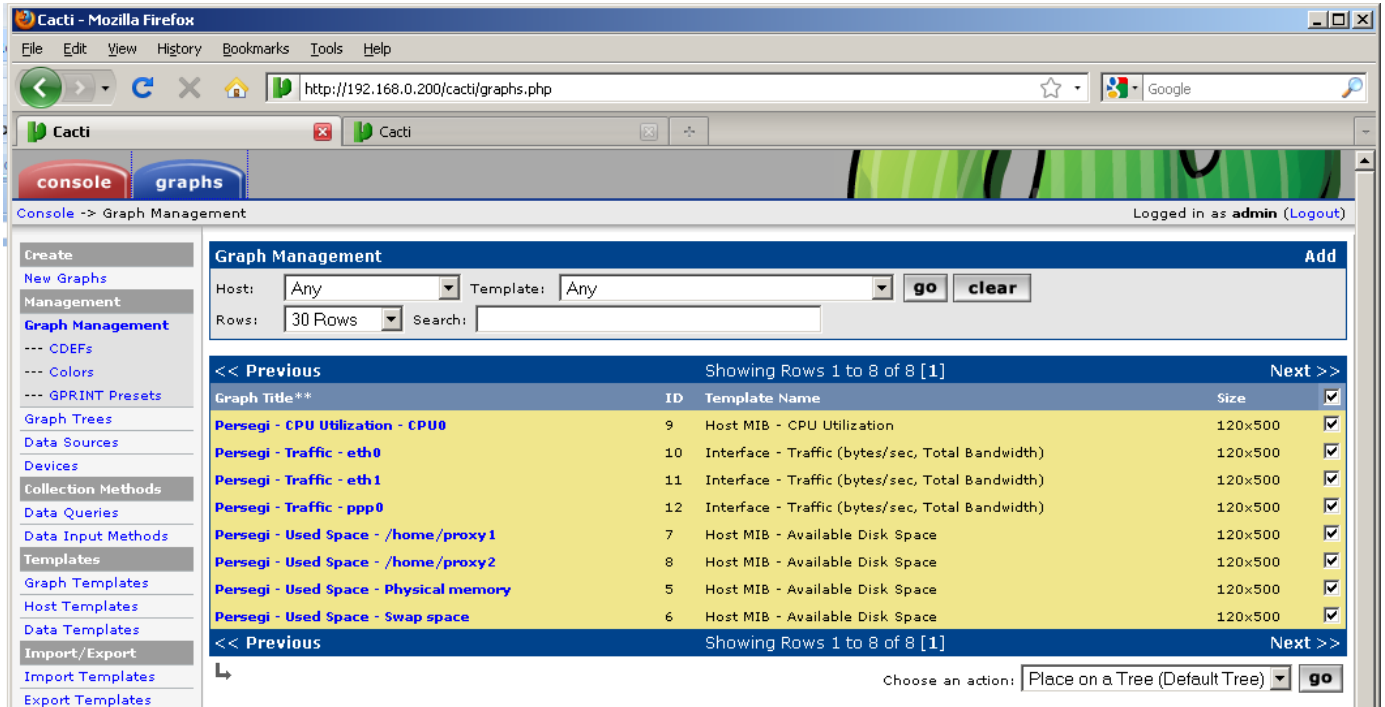 Cacti - Mozilla Firefox
File Edit View History Bookmarks Tools Help
http://192.168.0.200/cacti/graphs.php
Google
Cacti
Cacti
console graphs
Console -> Graph Management
Logged in as admin (Logout)
Create
New Graphs
Management
Graph Management
--- CDEFs
--- Colors
--- GPRINT Presets
Graph Trees
Data Sources
Devices
Collection Methods
Data Queries
Data Input Methods
Templates
Graph Templates
Host Templates
Data Templates
Import/Export
Import Templates
Export Templates
Graph Management Add
Host: Any Template: Any go clear
Rows: 30 Rows Search:
<< Previous Showing Rows 1 to 8 of 8 [1] Next >>
Graph Title** ID Template Name Size
Persegi - CPU Utilization - CPU0 9 Host MIB - CPU Utilization 120x500
Persegi - Traffic - eth0 10 Interface - Traffic (bytes/sec, Total Bandwidth) 120x500
Persegi - Traffic - eth1 11 Interface - Traffic (bytes/sec, Total Bandwidth) 120x500
Persegi - Traffic - ppp0 12 Interface - Traffic (bytes/sec, Total Bandwidth) 120x500
Persegi - Used Space - /home/proxy1 7 Host MIB - Available Disk Space 120x500
Persegi - Used Space - /home/proxy2 8 Host MIB - Available Disk Space 120x500
Persegi - Used Space - Physical memory 5 Host MIB - Available Disk Space 120x500
Persegi - Used Space - Swap space 6 Host MIB - Available Disk Space 120x500
<< Previous Showing Rows 1 to 8 of 8 [1] Next >>
Choose an action: Place on a Tree (Default Tree) go